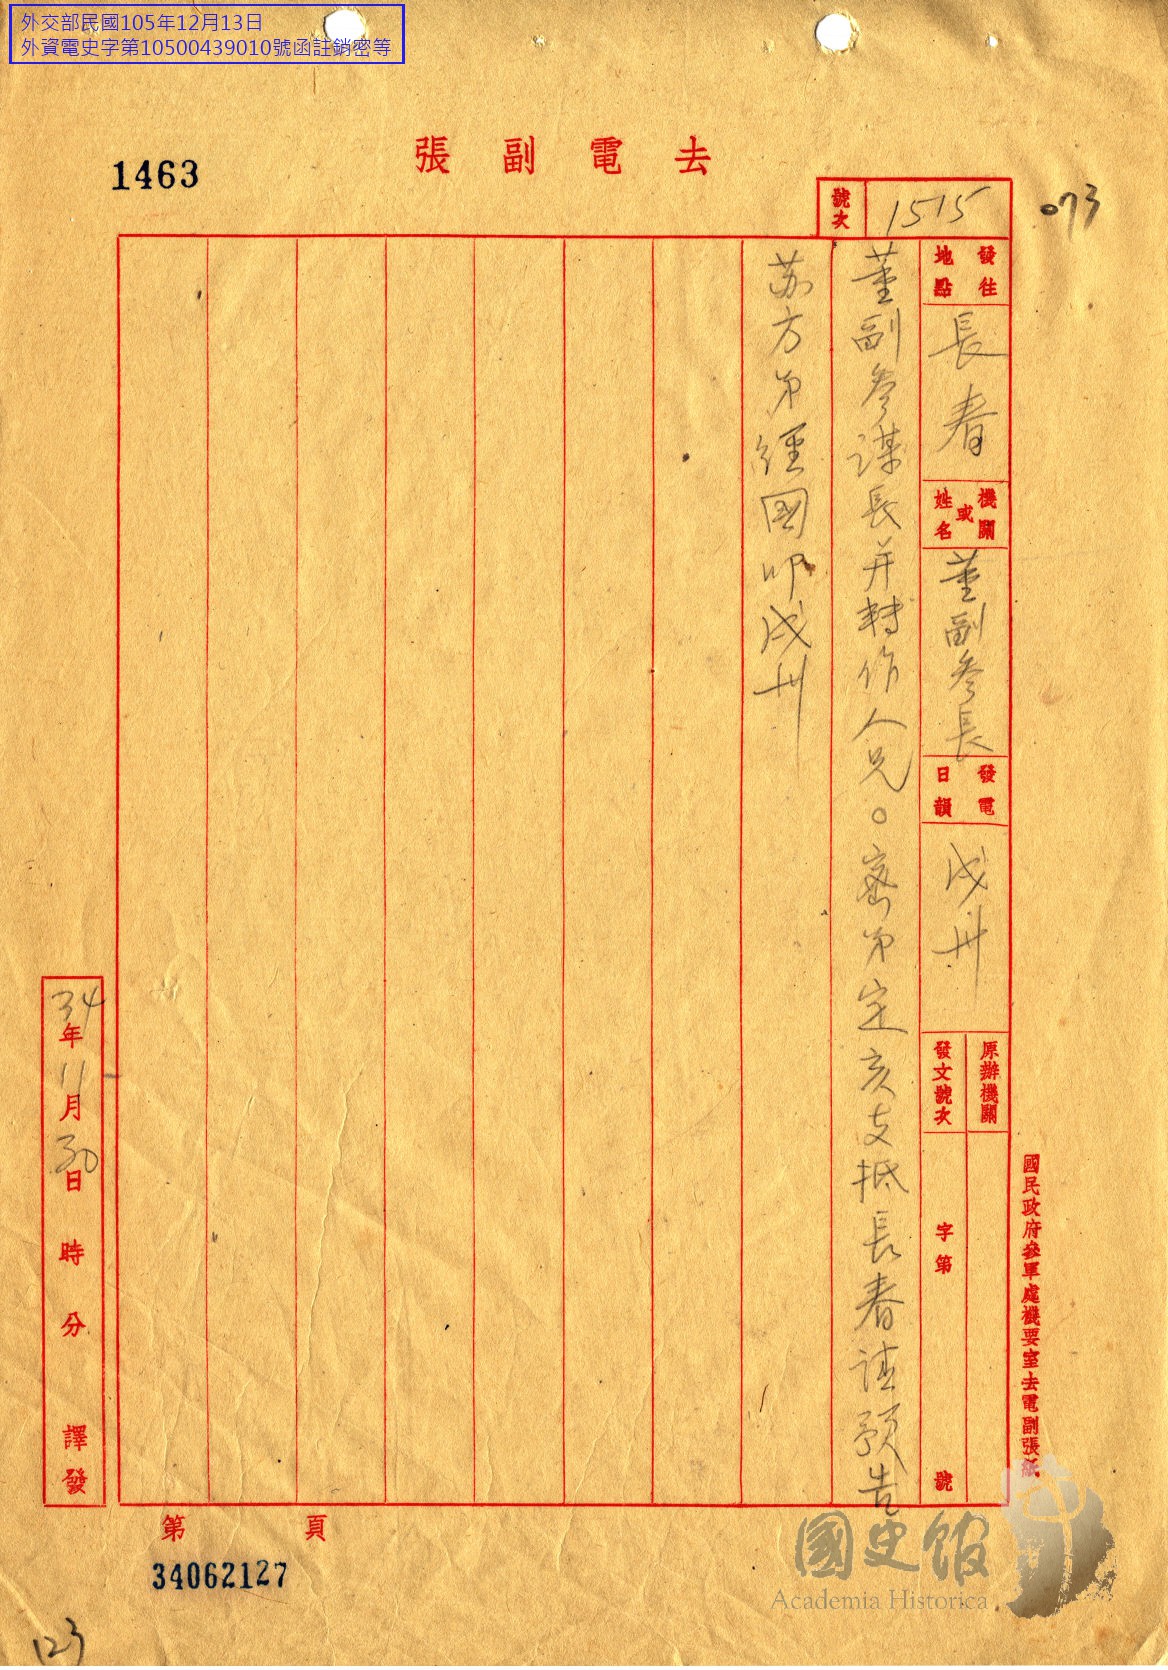 外交部民國105年12月13日
外資電史字第10500439010號函註銷密等
1463
去電副張
073
號次 1515
發往地點 長春
機關或姓名 董副參長
發電日韻 戌卅
原辦機關
發文號次 字第 號
董副參謀長并轉作人兄。密弟定亥支抵長春請預告
苏方弟經國叩戌卅
國民政府參軍處機要室去電副張紙
34年11月30日 時 分 譯發
第 頁
34062127
123
國史館
Academia Historica